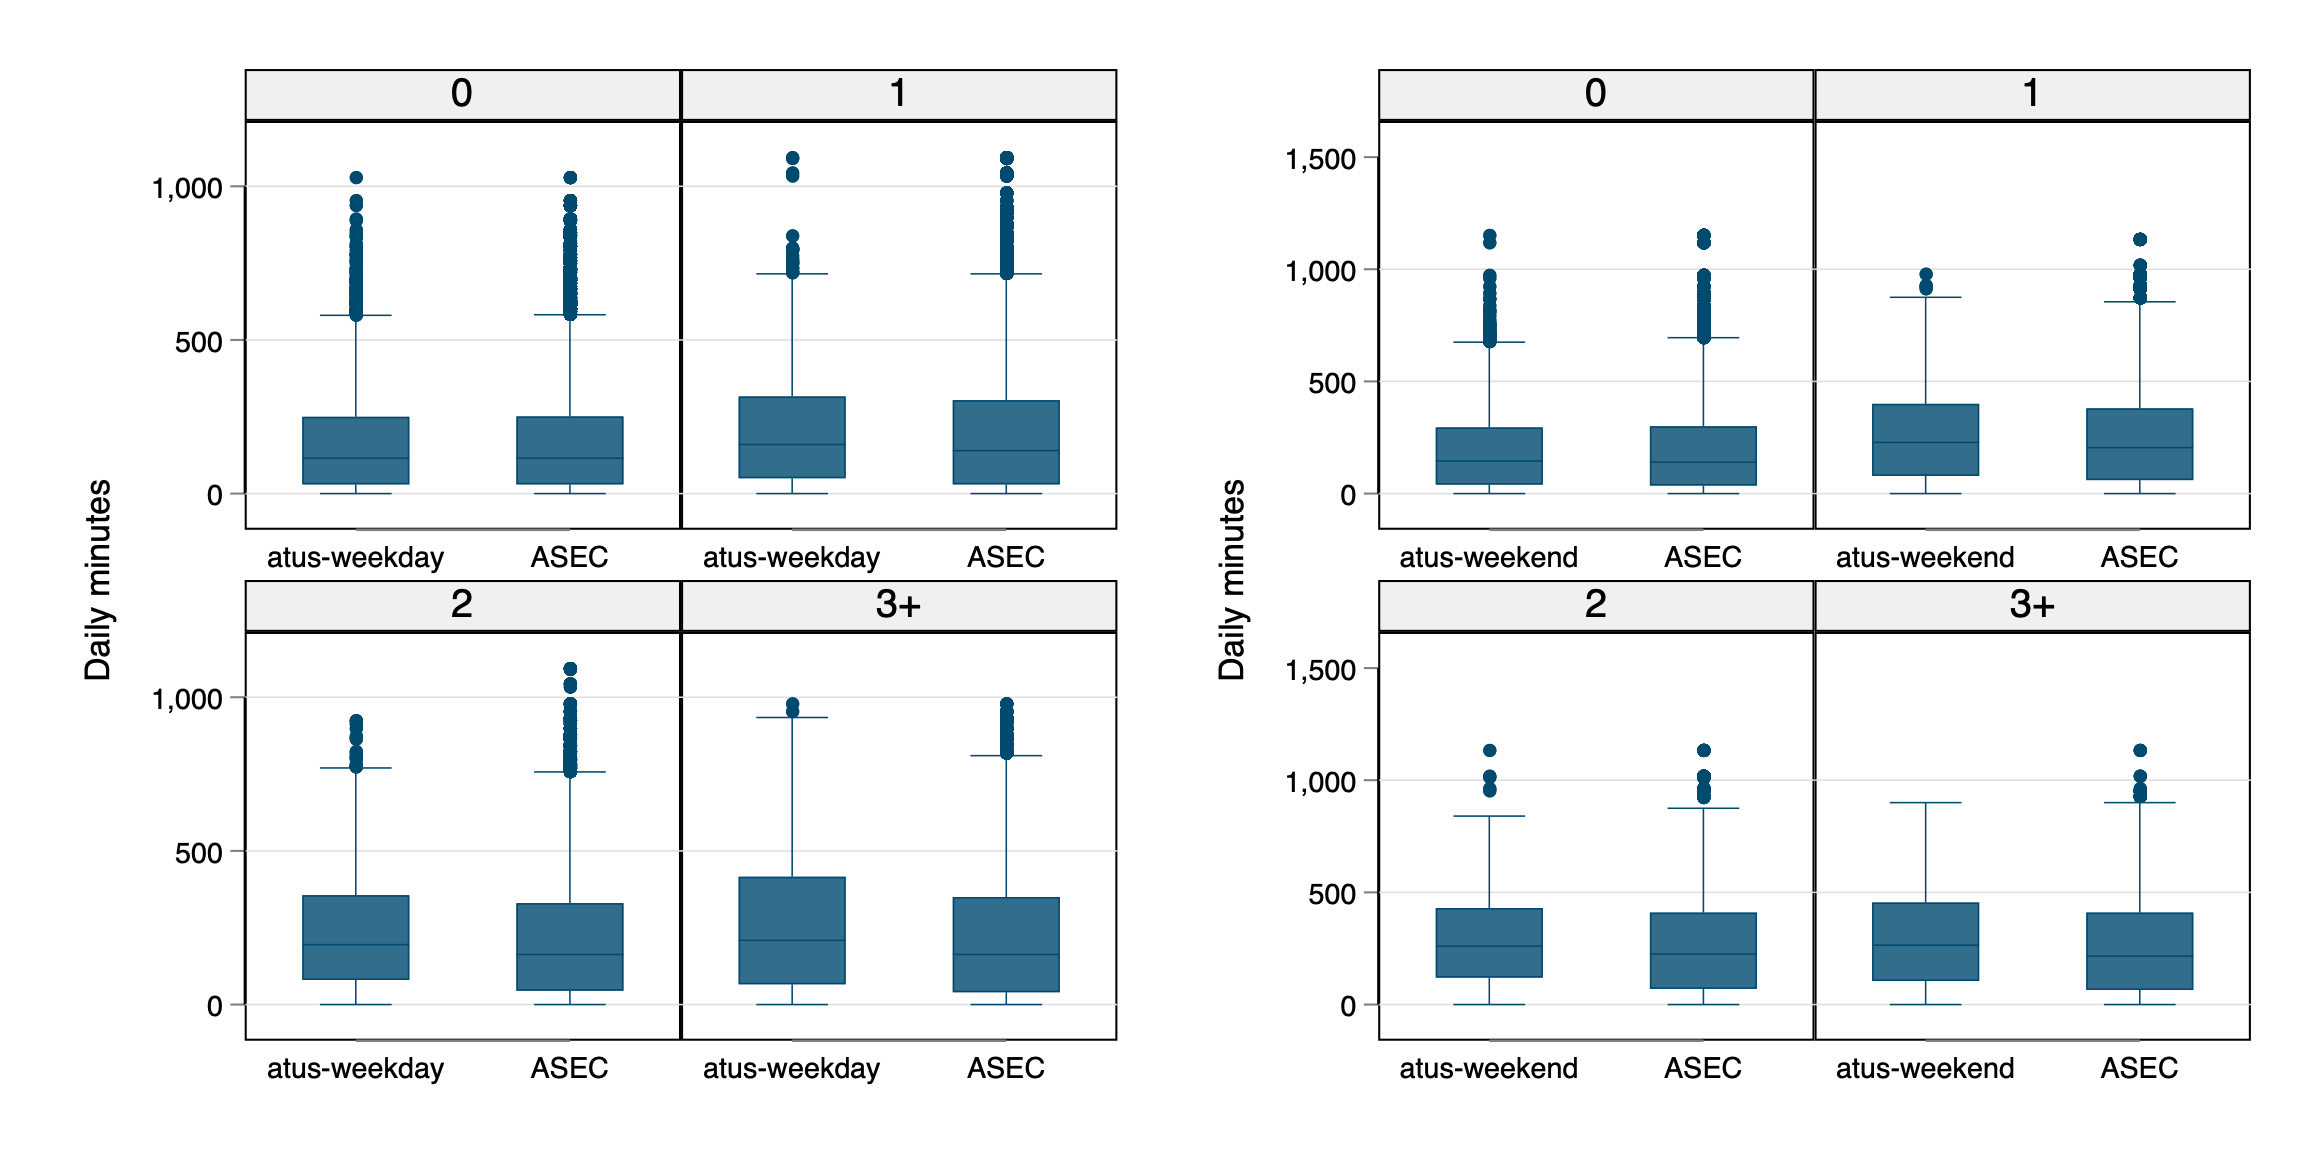 Daily minutes
0
1
1,000
500
0
atus-weekday
ASEC
atus-weekday
ASEC
2
3+
1,000
500
0
atus-weekday
ASEC
atus-weekday
ASEC
Daily minutes
0
1
1,500
1,000
500
0
atus-weekend
ASEC
atus-weekend
ASEC
2
3+
1,500
1,000
500
0
atus-weekend
ASEC
atus-weekend
ASEC